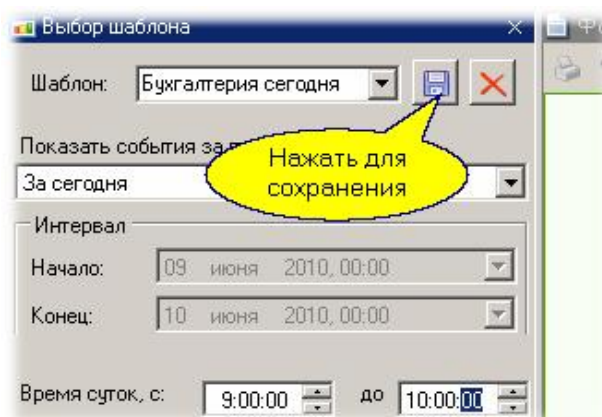 Выбор шаблона
Шаблон: Бухгалтерия сегодня
Показать события за
Нажать для
сохранения
За сегодня
Интервал
Начало: 09 июня 2010, 00:00
Конец: 10 июня 2010, 00:00
Время суток, с: 9:00:00 до 10:00:00